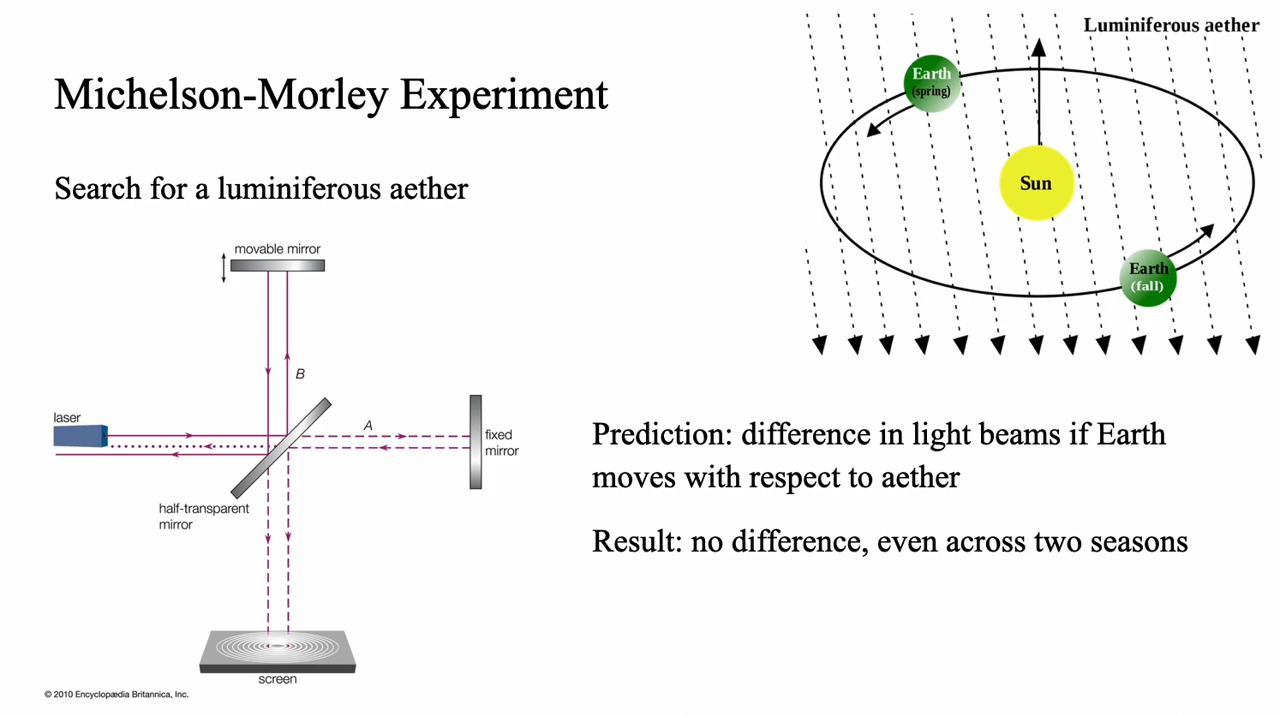 Michelson-Morley Experiment
Search for a luminiferous aether
movable mirror
B
laser
A
fixed
mirror
half-transparent
mirror
screen
© 2010 Encyclopædia Britannica, Inc.
Luminiferous aether
Earth
(spring)
Sun
Earth
(fall)
Prediction: difference in light beams if Earth
moves with respect to aether
Result: no difference, even across two seasons